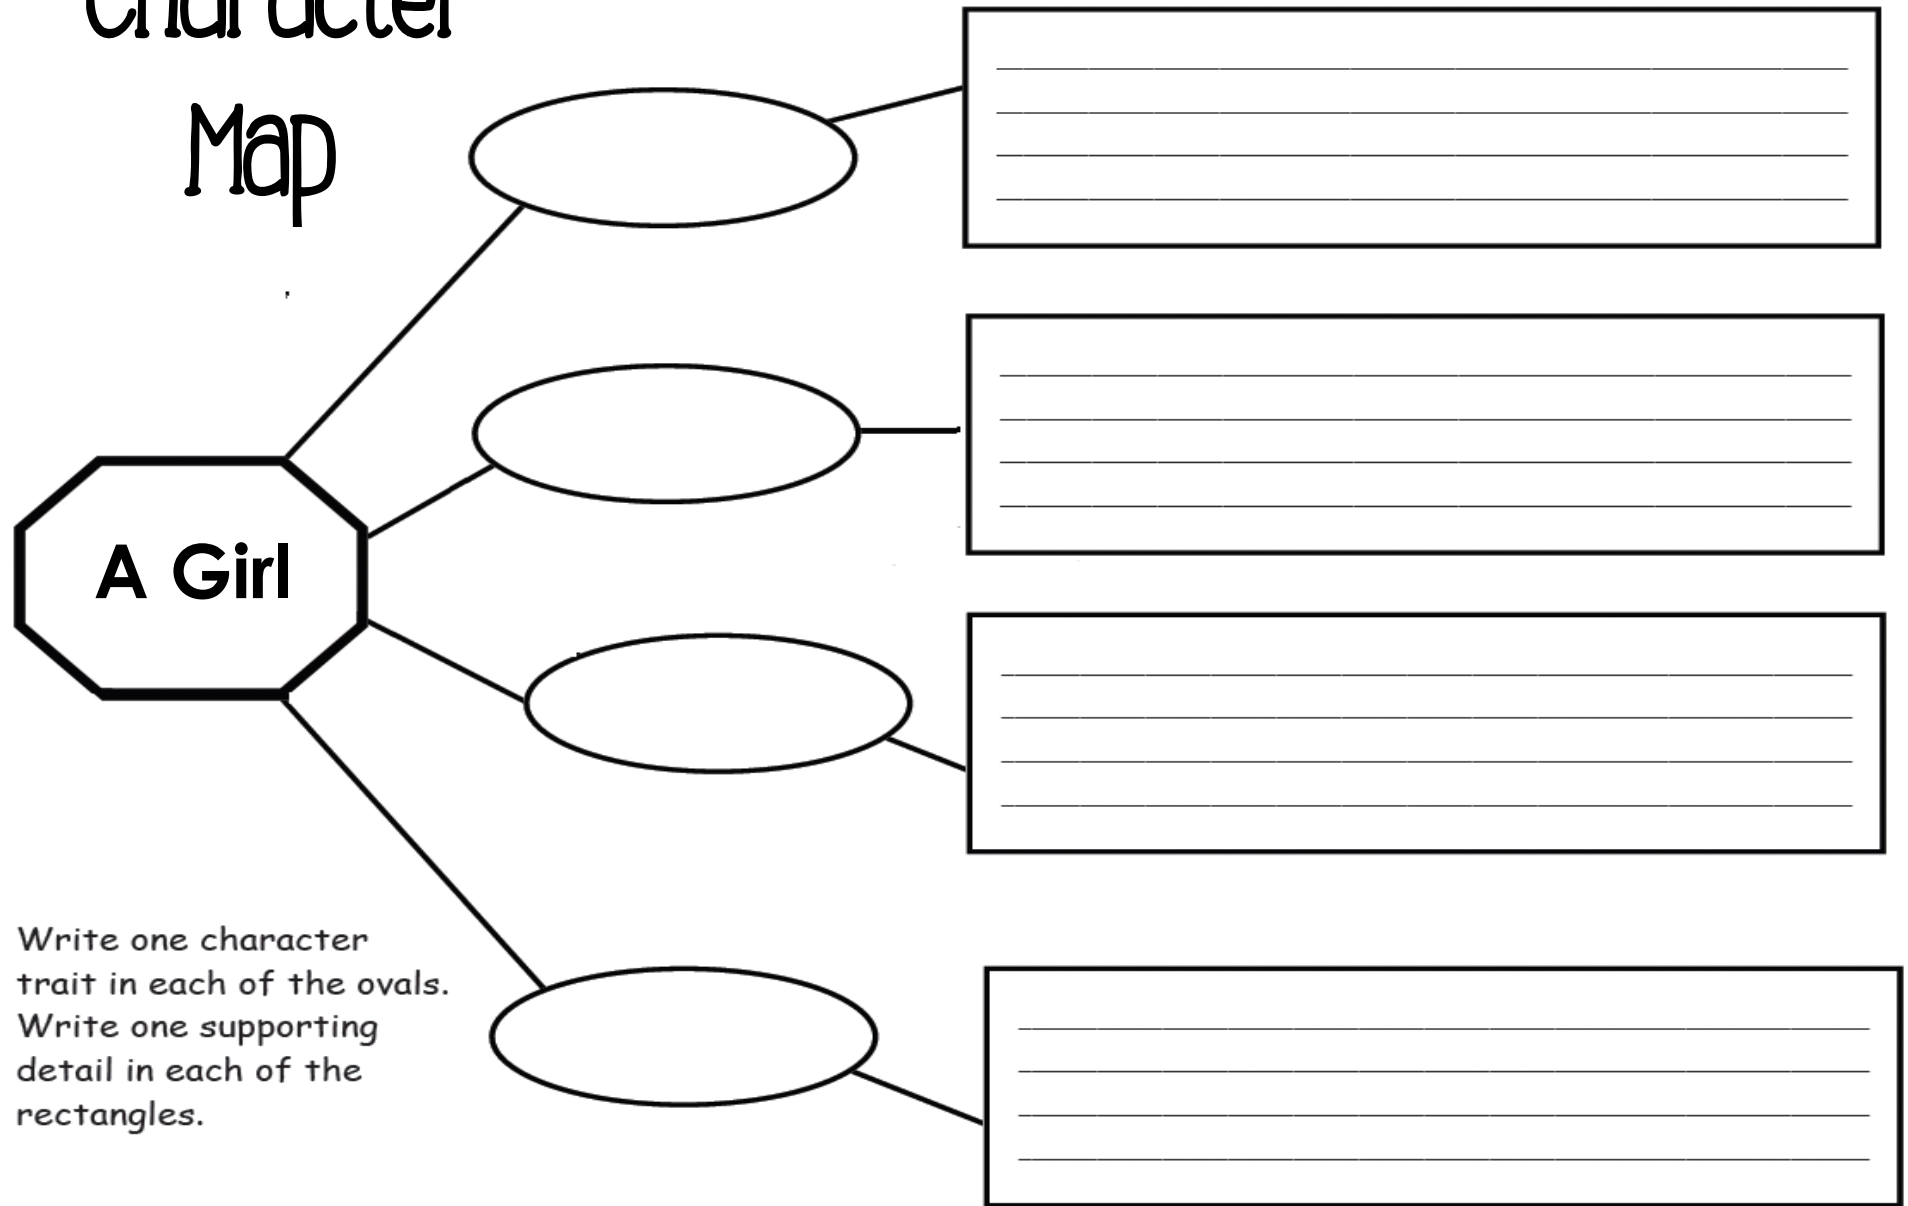 Character
Map
A Girl
Write one character
trait in each of the ovals.
Write one supporting
detail in each of the
rectangles.